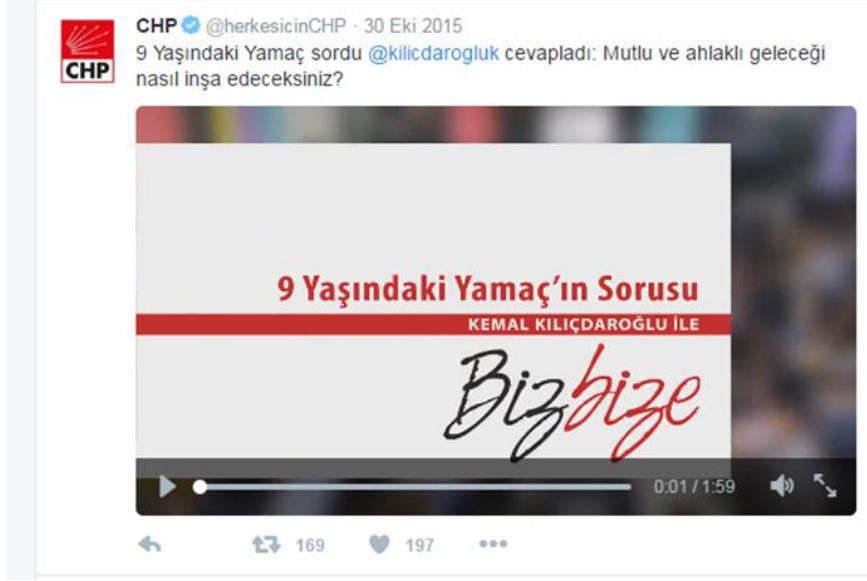 CHP @herkesicinCHP · 30 Eki 2015
9 Yaşındaki Yamaç sordu @kilicdarogluk cevapladı: Mutlu ve ahlaklı geleceği
nasıl inşa edeceksiniz?
CHP
9 Yaşındaki Yamaç'ın Sorusu
KEMAL KILIÇDAROĞLU İLE
Bizbize
0:01 / 1:59
169 197